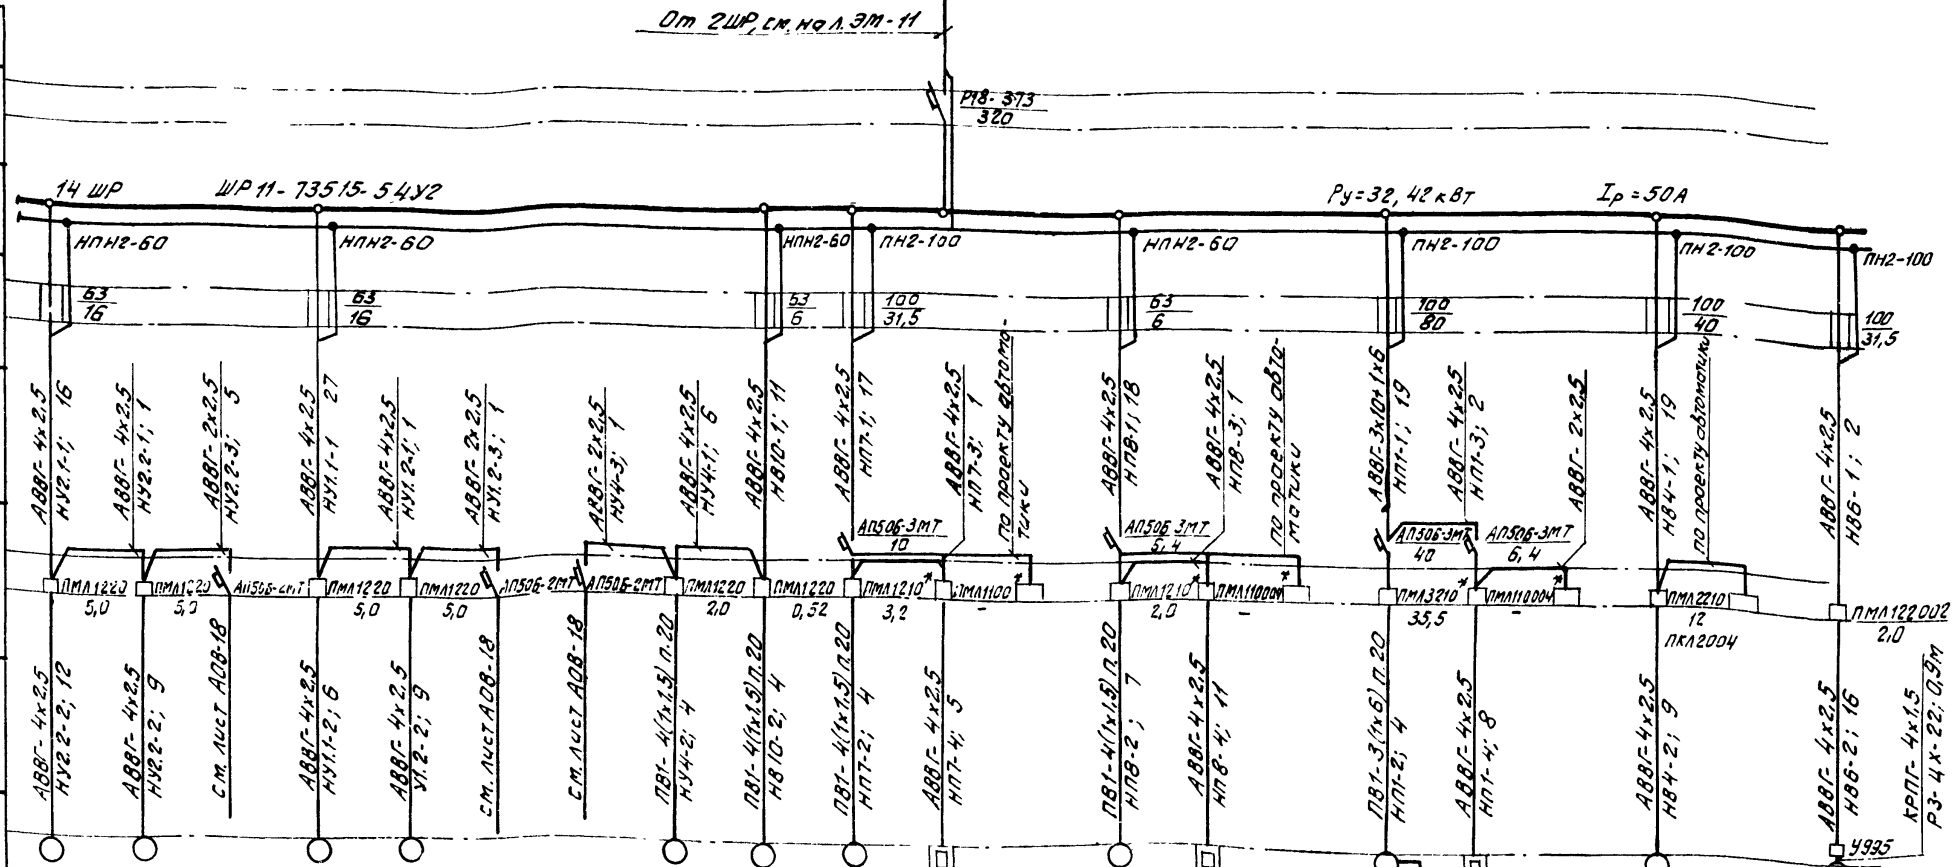 От 2ШР, см. на л. ЭМ-11
Р18-373
320
14 ШР
ШР 11-73515-54У2
Ру=32,42 кВт
Iр=50А
НПН2-60
НПН2-60
НПН2-60
ПН2-100
НПН2-60
ПН2-100
ПН2-100
ПН2-100
63
16
63
16
63
6
100
31,5
63
6
100
80
100
40
100
31,5
АВВГ-4х2,5
НУ2.1-1; 16
АВВГ-4х2,5
НУ2.2-1; 1
АВВГ-2х2,5
НУ2.2-3; 5
АВВГ-4х2,5
НУ1.1-1 27
АВВГ-4х2,5
НУ1.2-1; 1
АВВГ-2х2,5
НУ1.2-3; 1
АВВГ-2х2,5
НУ4-3; 1
АВВГ-4х2,5
НУ4-1; 6
АВВГ-4х2,5
НВ10-1; 11
АВВГ-4х2,5
НП7-1; 17
АВВГ-4х2,5
НП7-3; 1
по проекту автома-
тики
АВВГ-4х2,5
НП8-1; 18
АВВГ-4х2,5
НП8-3; 1
по проекту авто-
матики
АВВГ-3х10+1х6
НП1-1; 19
АВВГ-4х2,5
НП1-3; 2
АВВГ-2х2,5
АВВГ-4х2,5
НВ4-1; 19
по проекту автоматики
АВВГ-4х2,5
НВ6-1; 2
АП50Б-3МТ
10
АП50Б-3МТ
6,4
АП50Б-3МТ
40
АП50Б-3МТ
6,4
ПМЛ1220
5,0
ПМЛ1220
5,0
АП50Б-2МТ
ПМЛ1220
5,0
ПМЛ1220
5,0
АП50Б-2МТ
АП50Б-2МТ
ПМЛ1220
2,0
ПМЛ1220
0,52
ПМЛ1210*
3,2
ПМЛ1100*
-
ПМЛ1210*
2,0
ПМЛ110004*
-
ПМЛ3210*
35,5
ПМЛ110004*
-
ПМЛ2210
12
ПКЛ2004
ПМЛ122002
2,0
АВВГ-4х2,5
НУ2.2-2; 12
АВВГ-4х2,5
НУ2.2-2; 9
см. лист АОВ-18
АВВГ-4х2,5
НУ1.1-2; 6
АВВГ-4х2,5
У1.2-2; 9
см. лист АОВ-18
см. лист АОВ-18
ПВ1-4(1х1,5) п.20
НУ4-2; 4
ПВ1-4(1х1,5) п.20
НВ10-2; 4
ПВ1-4(1х1,5) п.20
НП7-2; 4
АВВГ-4х2,5
НП7-4; 5
ПВ1-4(1х1,5) п.20
НП8-2; 7
АВВГ-4х2,5
НП8-4; 11
ПВ1-3(1х6) п.20
НП1-2; 4
АВВГ-4х2,5
НП1-4; 8
АВВГ-4х2,5
НВ4-2; 9
АВВГ-4х2,5
НВ6-2; 16
КРПГ-4х1,5
РЗ-ЦХ-22; 0,9м
У995